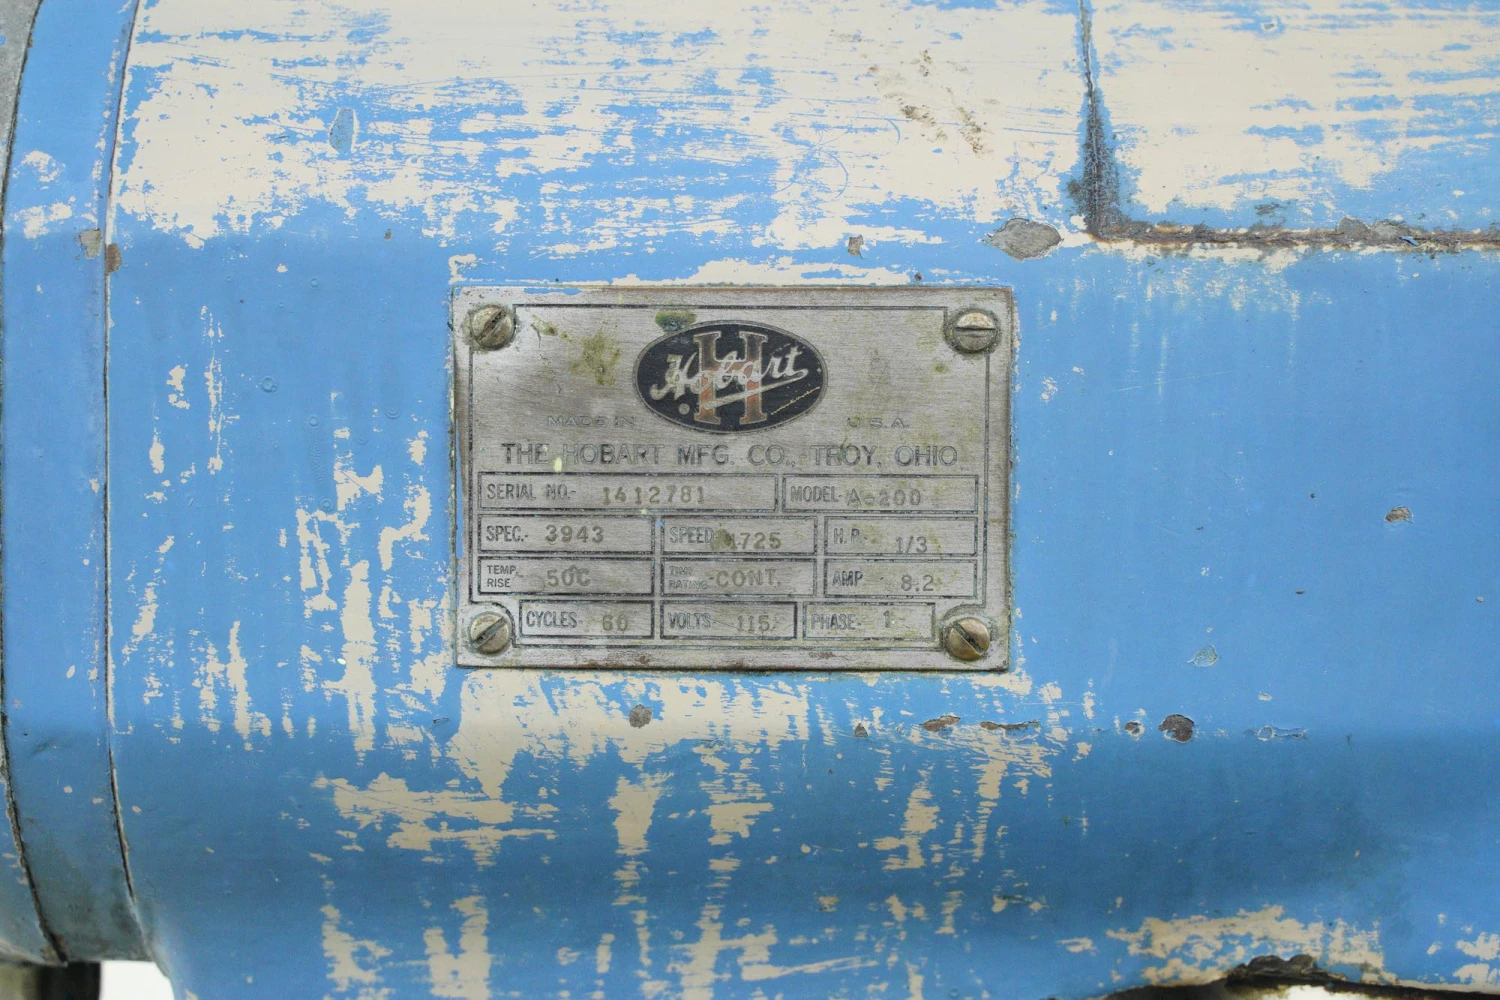 Hobart
MADE IN U.S.A.
THE HOBART MFG. CO., TROY, OHIO
SERIAL NO.- 1412781 MODEL- A-200
SPEC.- 3943 SPEED 1725 H.P. 1/3
TEMP. RISE 50C TIME RATING CONT. AMP 8.2
CYCLES 60 VOLTS 115 PHASE- 1